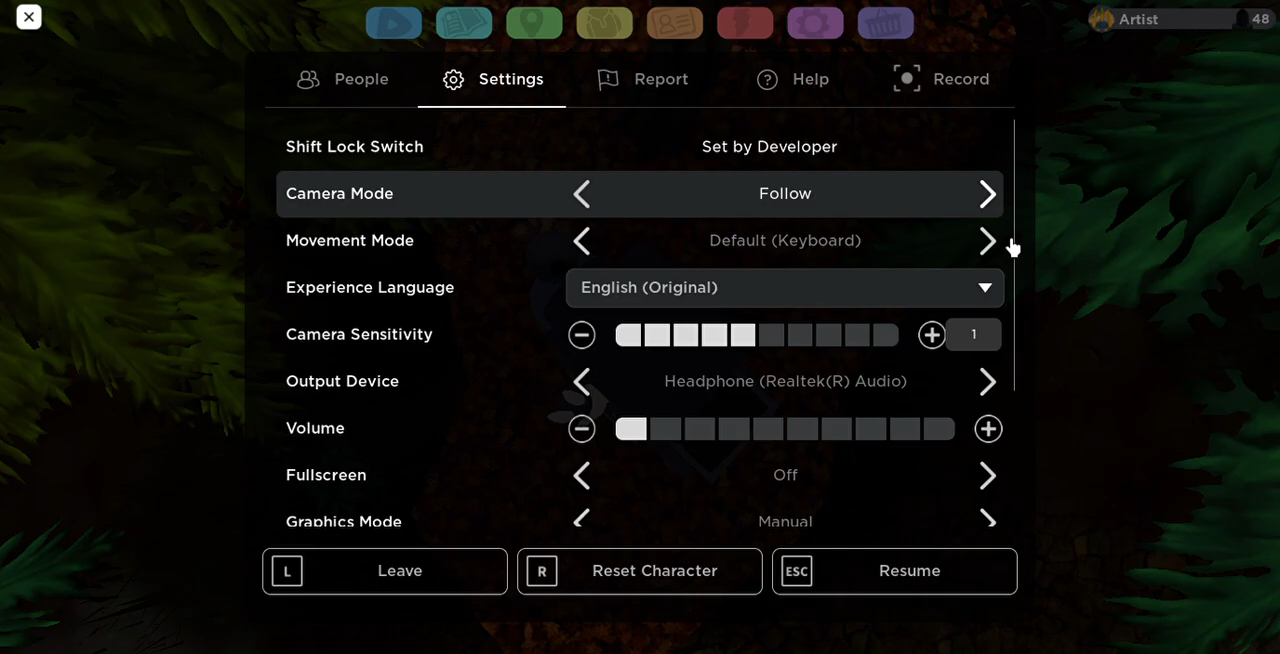 Artist 48
People Settings Report Help Record
Shift Lock Switch Set by Developer
Camera Mode Follow
Movement Mode Default (Keyboard)
Experience Language English (Original)
Camera Sensitivity 1
Output Device Headphone (Realtek(R) Audio)
Volume
Fullscreen Off
Graphics Mode Manual
L Leave R Reset Character ESC Resume